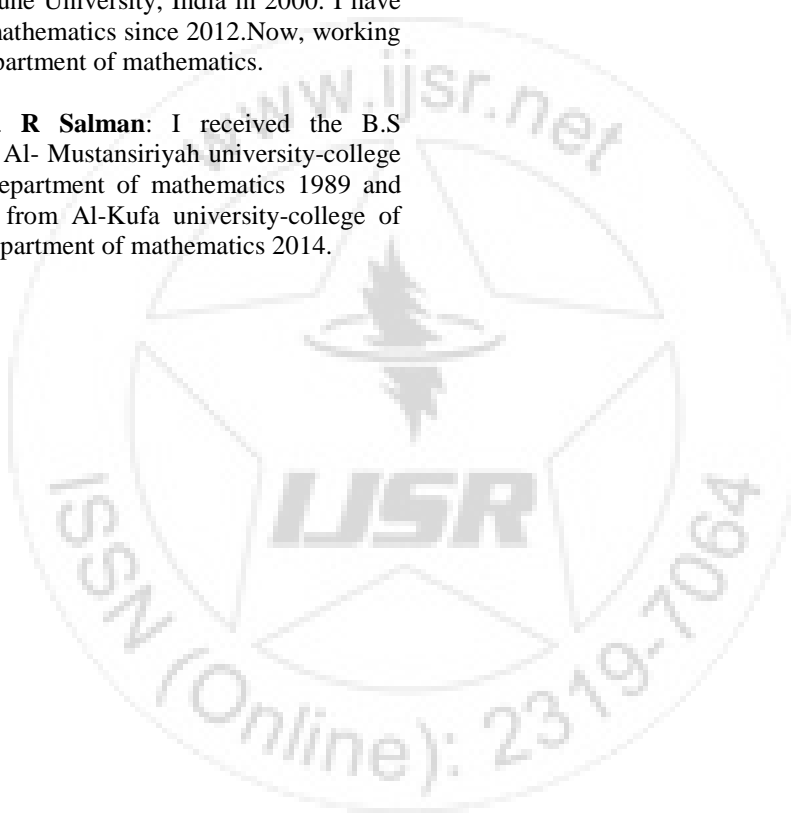 une University, India in 2000. I have
mathematics since 2012.Now, working
partment of mathematics.
R Salman: I received the B.S
Al- Mustansiriyah university-college
epartment of mathematics 1989 and
from Al-Kufa university-college of
partment of mathematics 2014.
www.ijsr.net
IJSR
ISSN (Online): 2319-7064